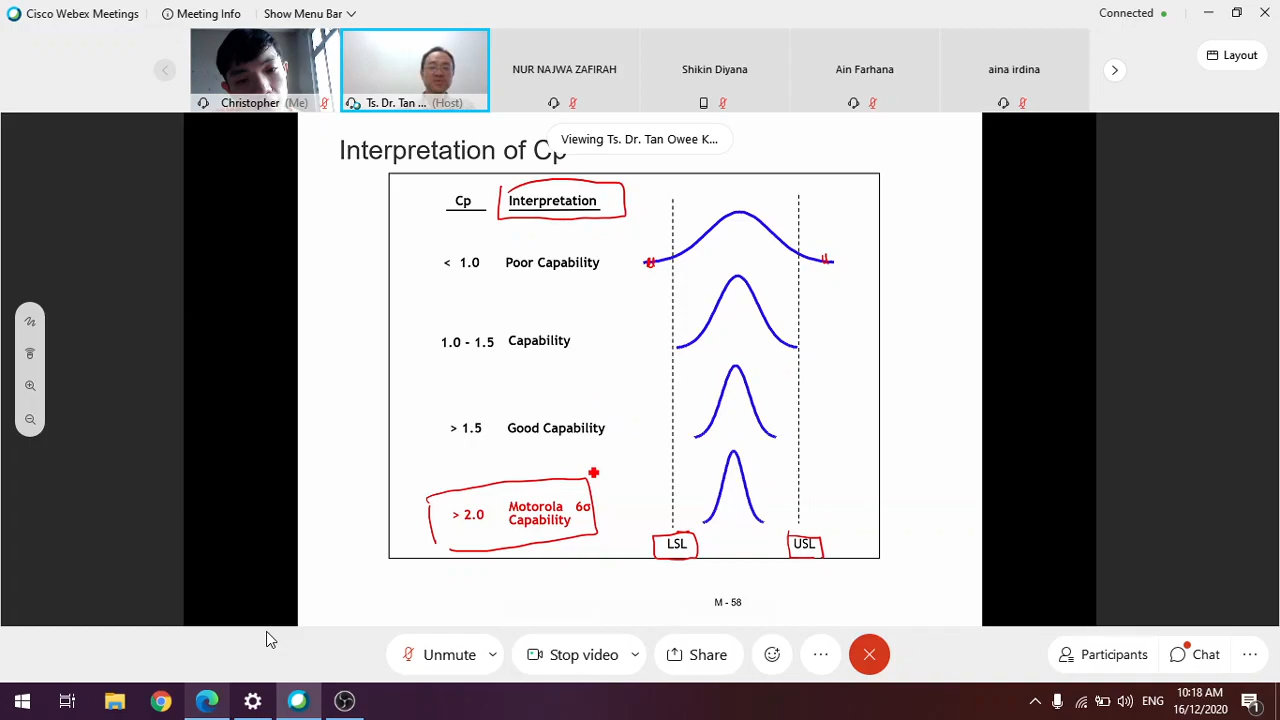 Cisco Webex Meetings
Meeting Info
Show Menu Bar
Connected
Christopher (Me)
Ts. Dr. Tan ... (Host)
NUR NAJWA ZAFIRAH
Shikin Diyana
Ain Farhana
aina irdina
Layout
Viewing Ts. Dr. Tan Owee K...
Interpretation of Cp
Cp Interpretation
< 1.0 Poor Capability
1.0 - 1.5 Capability
> 1.5 Good Capability
> 2.0 Motorola 6σ
Capability
LSL USL
M - 58
Unmute
Stop video
Share
Participants
Chat
ENG
10:18 AM
16/12/2020
1